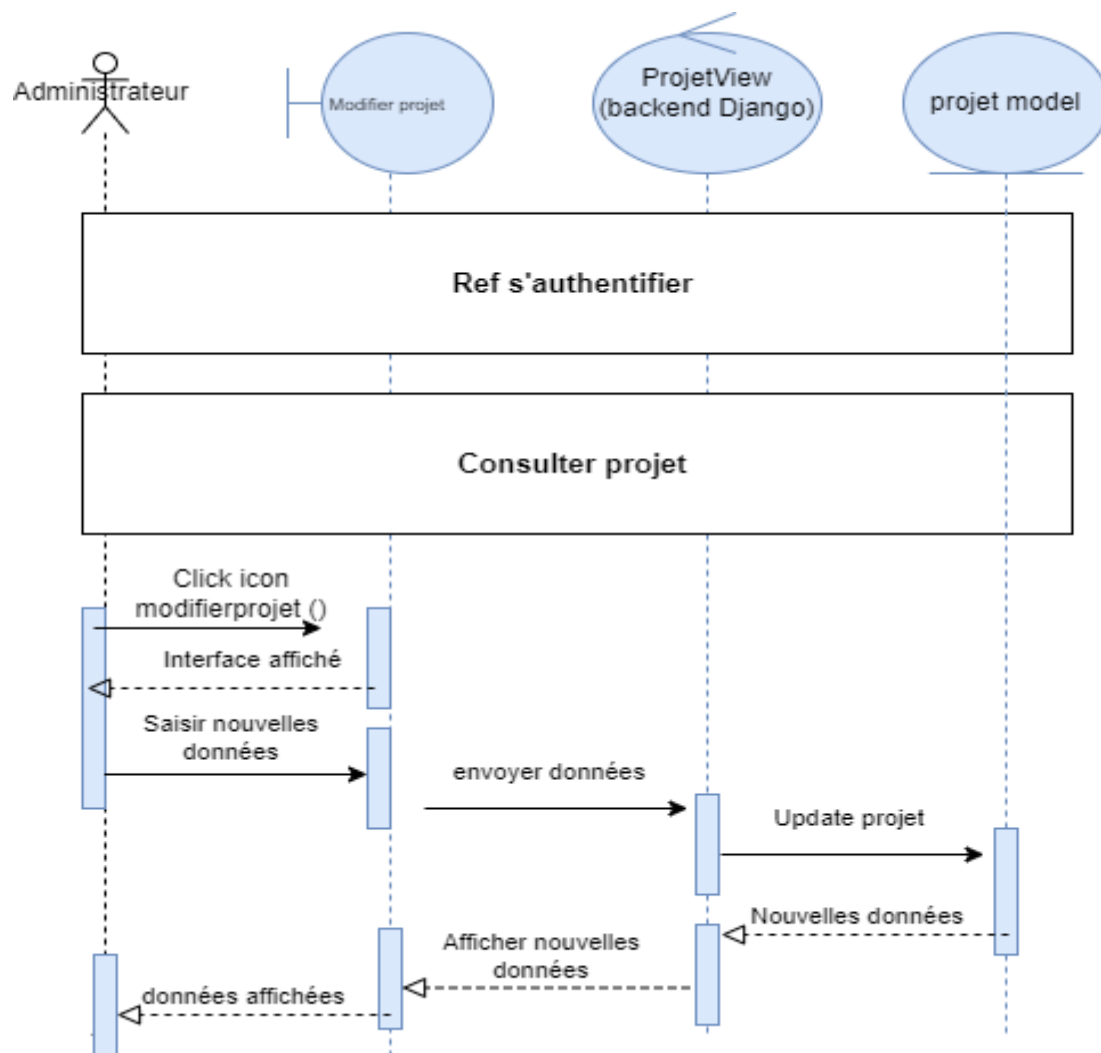 Administrateur
Modifier projet
ProjetView
(backend Django)
projet model
Ref s'authentifier
Consulter projet
Click icon
modifierprojet ()
Interface affiché
Saisir nouvelles
données
envoyer données
Update projet
Nouvelles données
Afficher nouvelles
données
données affichées